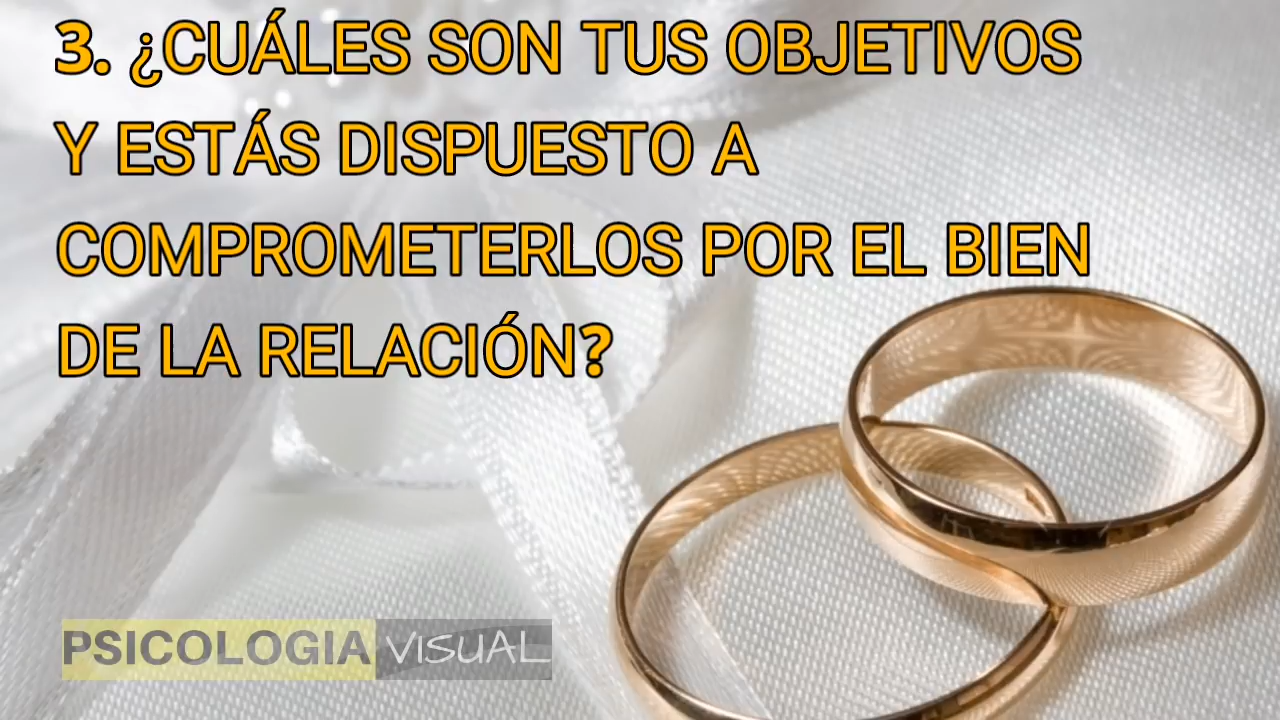 3. ¿CUÁLES SON TUS OBJETIVOS
Y ESTÁS DISPUESTO A
COMPROMETERLOS POR EL BIEN
DE LA RELACIÓN?
PSICOLOGIA VISUAL